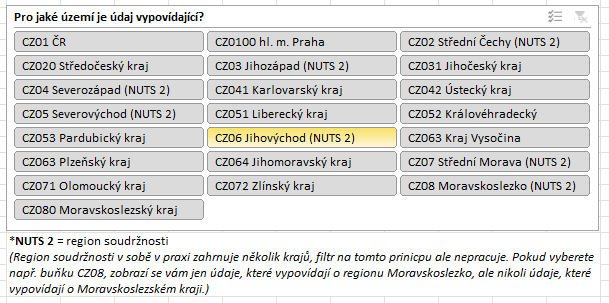 Pro jaké území je údaj vypovídající?
CZ01 ČR
CZ0100 hl. m. Praha
CZ02 Střední Čechy (NUTS 2)
CZ020 Středočeský kraj
CZ03 Jihozápad (NUTS 2)
CZ031 Jihočeský kraj
CZ04 Severozápad (NUTS 2)
CZ041 Karlovarský kraj
CZ042 Ústecký kraj
CZ05 Severovýchod (NUTS 2)
CZ051 Liberecký kraj
CZ052 Královéhradecký
CZ053 Pardubický kraj
CZ06 Jihovýchod (NUTS 2)
CZ063 Kraj Vysočina
CZ063 Plzeňský kraj
CZ064 Jihomoravský kraj
CZ07 Střední Morava (NUTS 2)
CZ071 Olomoucký kraj
CZ072 Zlínský kraj
CZ08 Moravskoslezko (NUTS 2)
CZ080 Moravskoslezský kraj
*NUTS 2 = region soudržnosti
(Region soudržnosti v sobě v praxi zahrnuje několik krajů, filtr na tomto prinicpu ale nepracuje. Pokud vyberete
např. buňku CZ08, zobrazí se vám jen údaje, které vypovídají o regionu Moravskoslezko, ale nikoli údaje, které
vypovídají o Moravskoslezském kraji.)